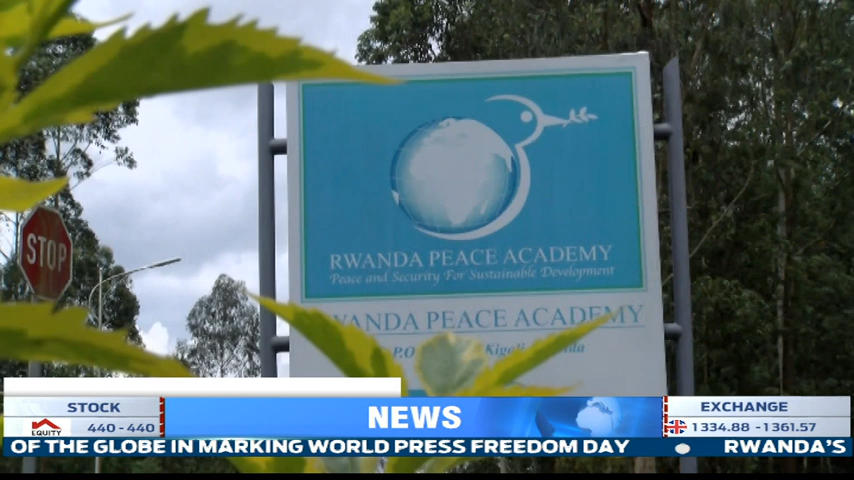 STOP
RWANDA PEACE ACADEMY
Peace and Security For Sustainable Development
RWANDA PEACE ACADEMY
P.O Kigali
STOCK
EQUITY
440 - 440
NEWS
EXCHANGE
1334.88 -1361.57
OF THE GLOBE IN MARKING WORLD PRESS FREEDOM DAY
RWANDA'S